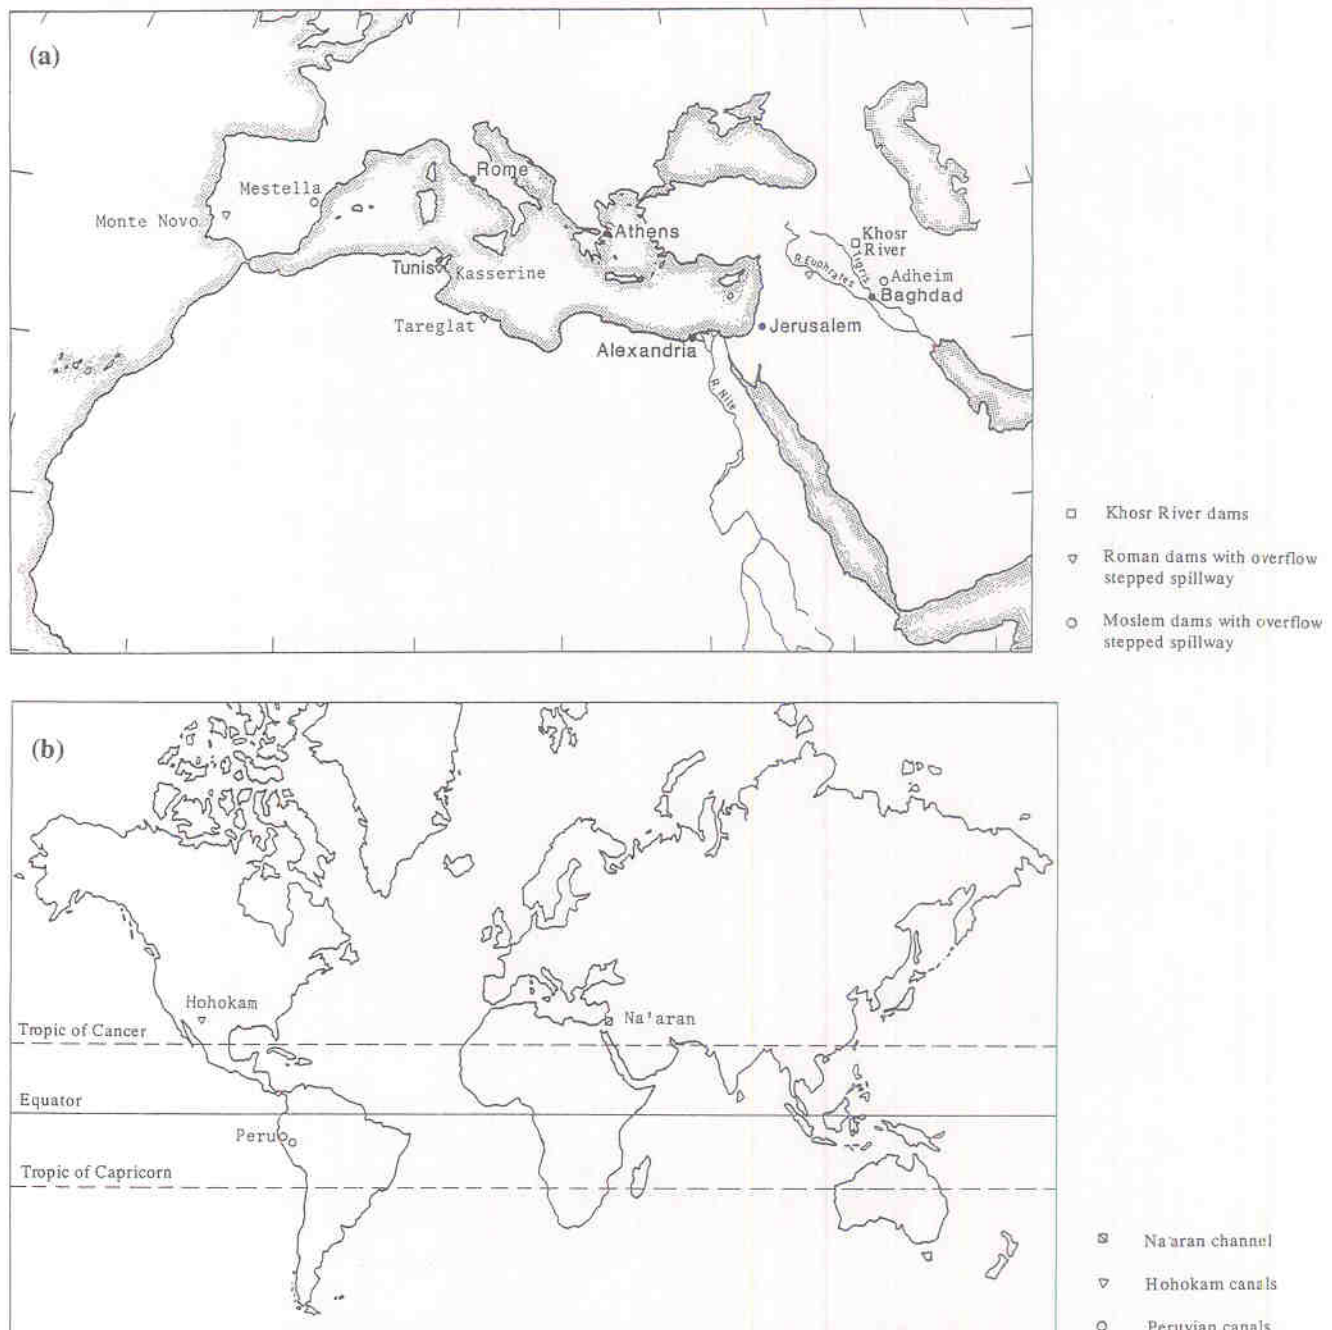 (a)
Rome
Mestella
Monte Novo
Athens
Khosr
River
Tigris
R. Euphrates
Adheim
Baghdad
Tunis
Kasserine
Tareglat
Jerusalem
Alexandria
R. Nile
Khosr River dams
Roman dams with overflow
stepped spillway
Moslem dams with overflow
stepped spillway
(b)
Hohokam
Na'aran
Tropic of Cancer
Equator
Peru
Tropic of Capricorn
Na'aran channel
Hohokam canals
Peruvian canals